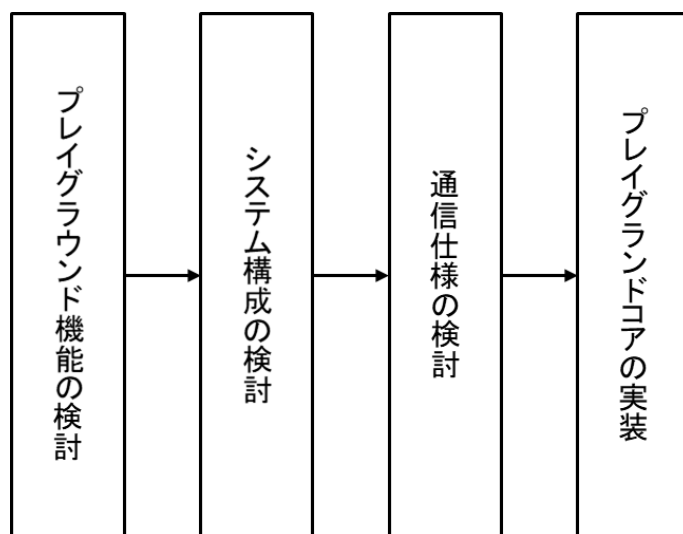 プレイグラウンド機能の検討
システム構成の検討
通信仕様の検討
プレイグランドコアの実装